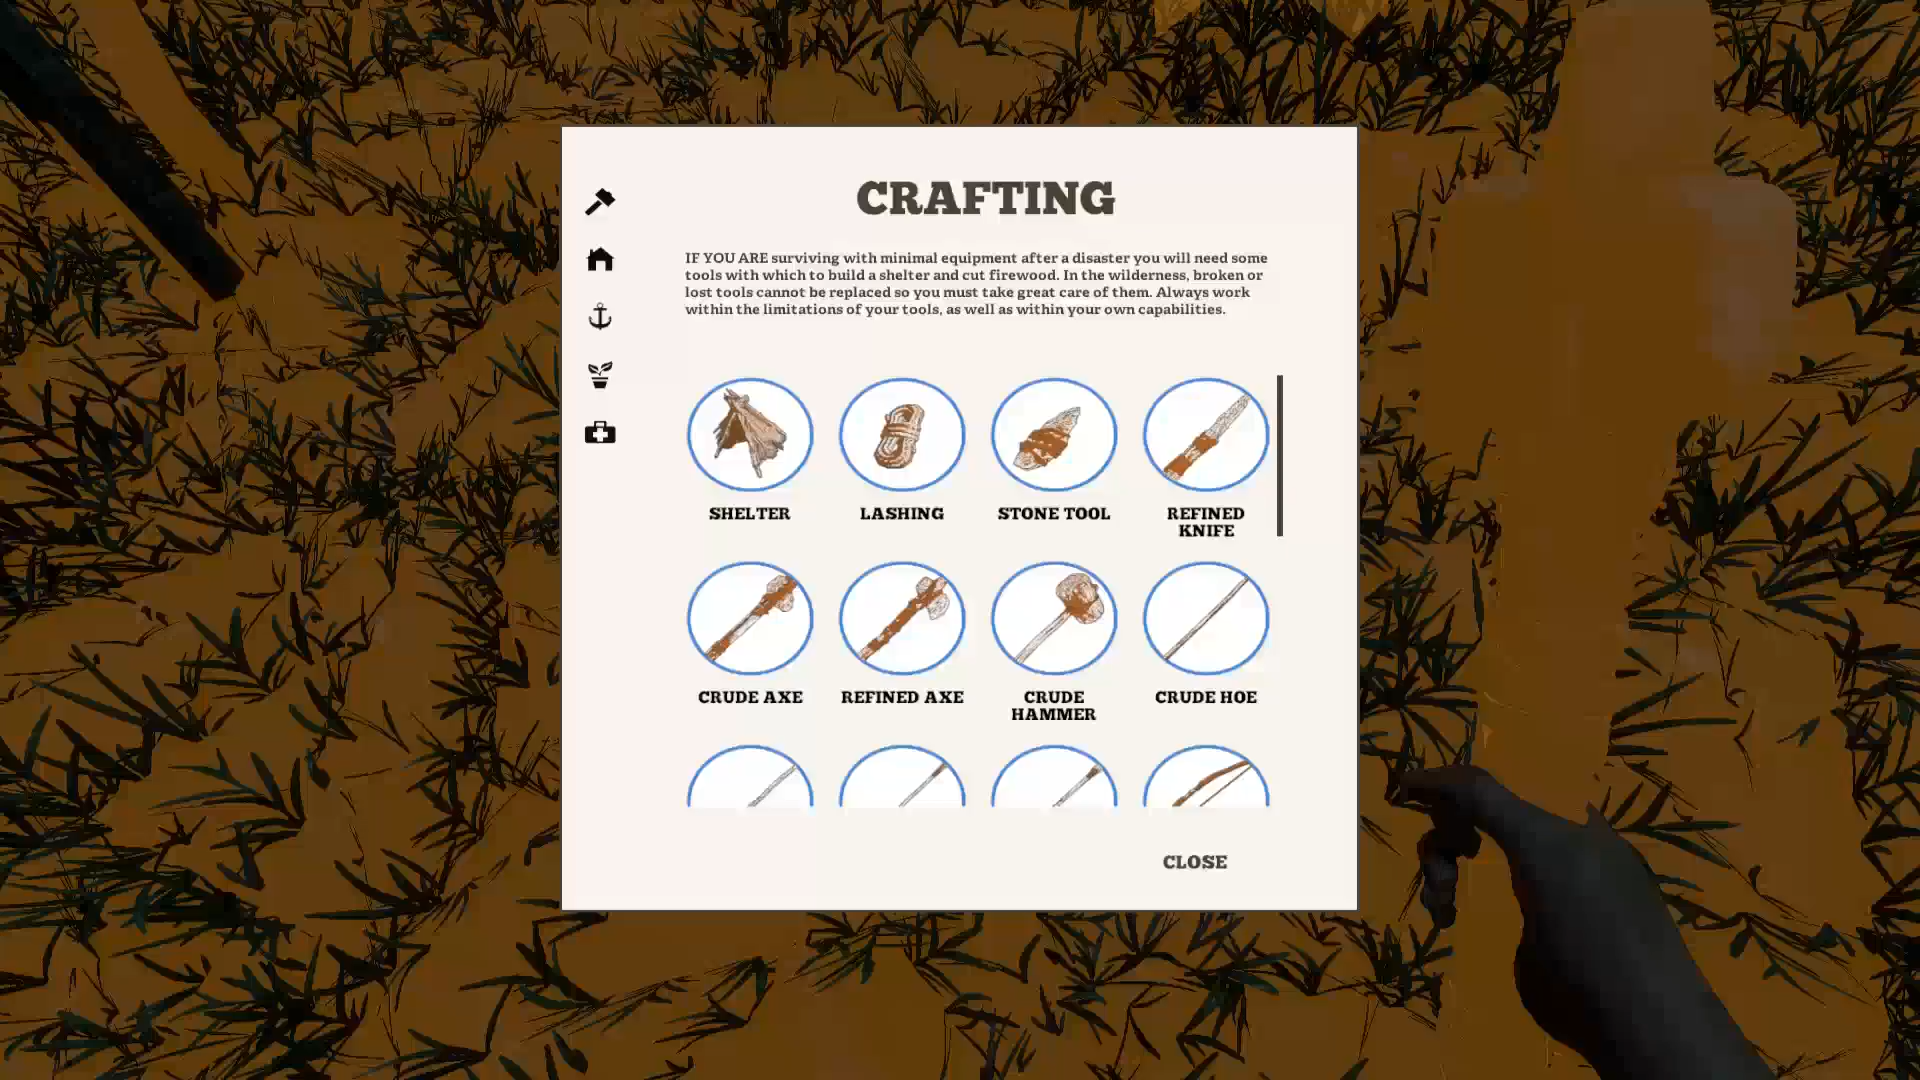 CRAFTING
IF YOU ARE surviving with minimal equipment after a disaster you will need some
tools with which to build a shelter and cut firewood. In the wilderness, broken or
lost tools cannot be replaced so you must take great care of them. Always work
within the limitations of your tools, as well as within your own capabilities.
SHELTER
LASHING
STONE TOOL
REFINED
KNIFE
CRUDE AXE
REFINED AXE
CRUDE
HAMMER
CRUDE HOE
CLOSE